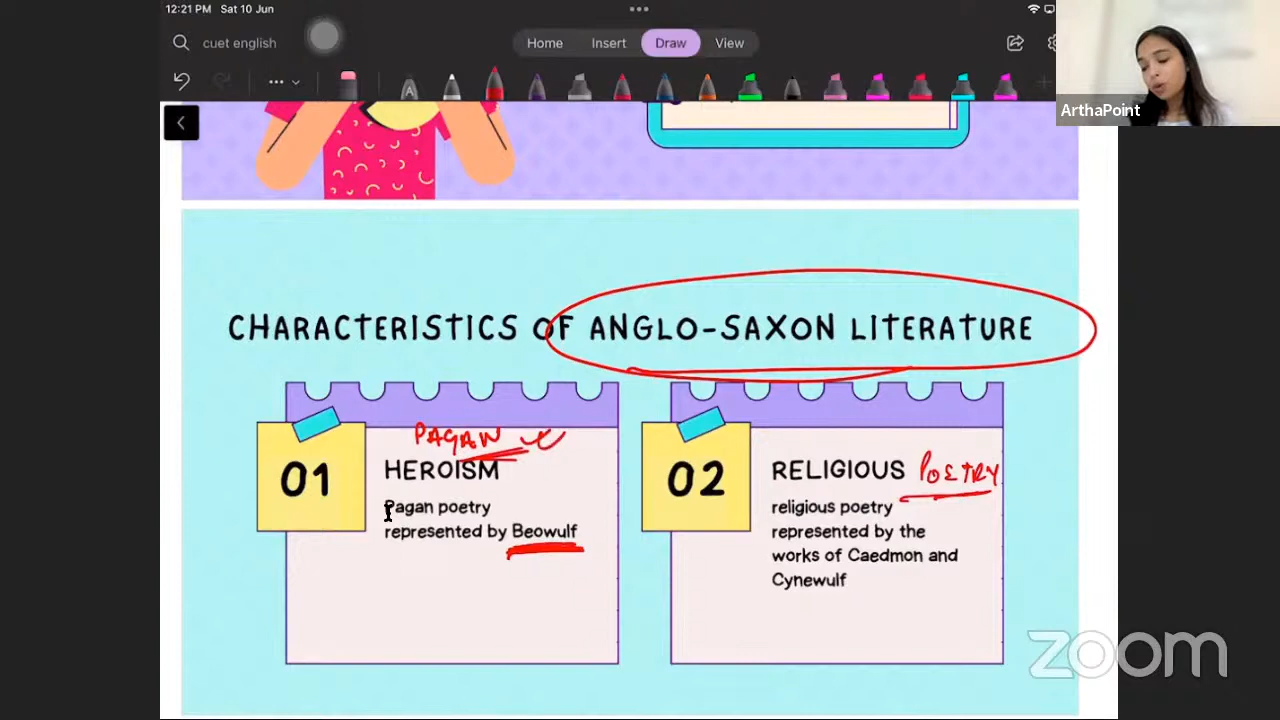 12:21 PM Sat 10 Jun
cuet english
Home Insert Draw View
A
ArthaPoint
CHARACTERISTICS OF ANGLO-SAXON LITERATURE
01
PAGAN
HEROISM
Pagan poetry
represented by Beowulf
02
RELIGIOUS POETRY
religious poetry
represented by the
works of Caedmon and
Cynewulf
zoom